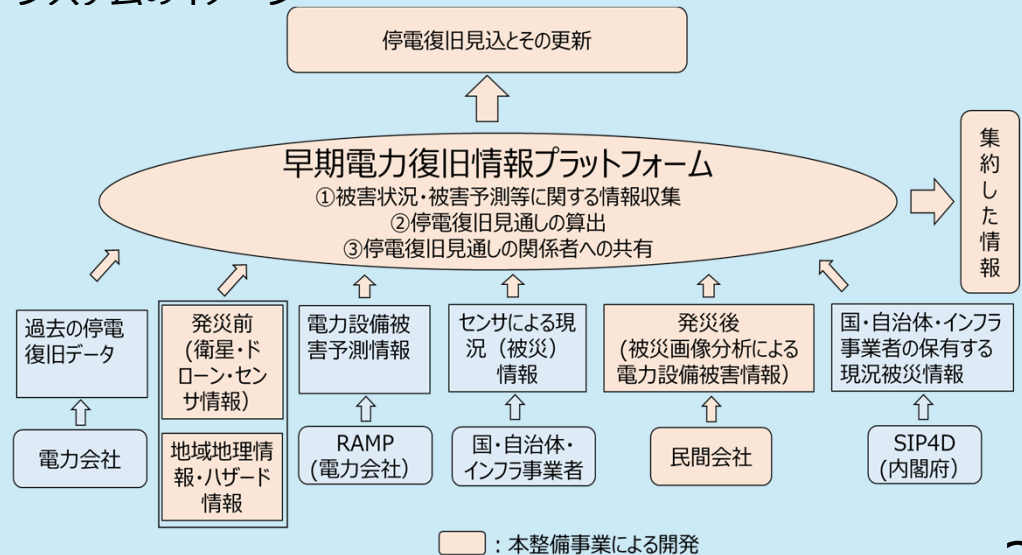 システムのイメージ
停電復旧見込とその更新
早期電力復旧情報プラットフォーム
①被害状況・被害予測等に関する情報収集
②停電復旧見通しの算出
③停電復旧見通しの関係者への共有
集約した情報
過去の停電
復旧データ
発災前
(衛星・ド
ローン・セン
サ情報)
電力設備被
害予測情報
センサによる現
況（被災）
情報
発災後
(被災画像分析による
電力設備被害情報)
国・自治体・インフラ
事業者の保有する
現況被災情報
電力会社
地域地理情
報・ハザード
情報
RAMP
(電力会社)
国・自治体・
インフラ事業者
民間会社
SIP4D
(内閣府)
：本整備事業による開発